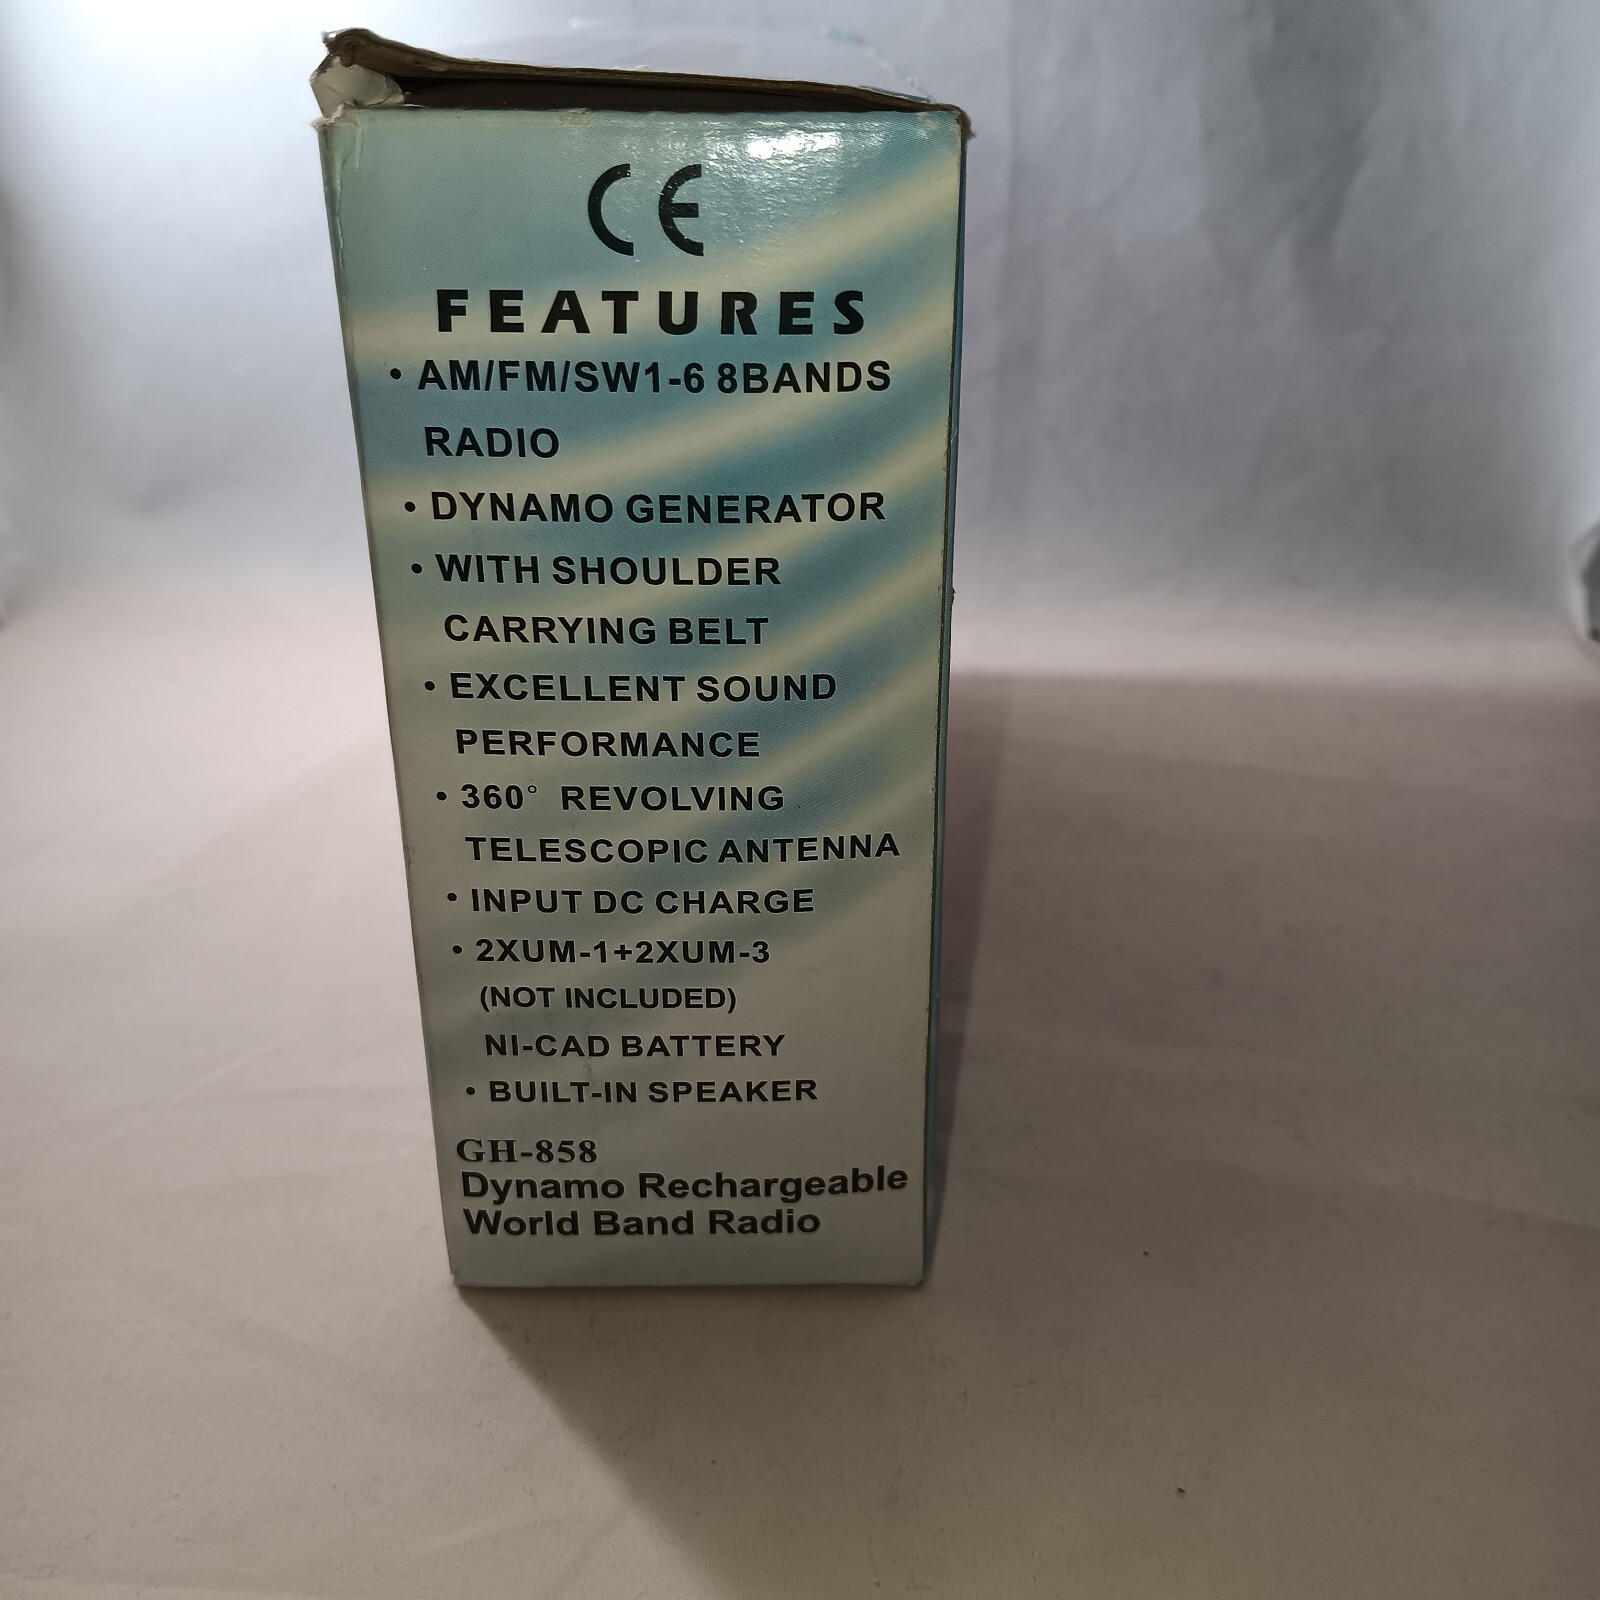 CE
FEATURES
• AM/FM/SW1-6 8BANDS
RADIO
• DYNAMO GENERATOR
• WITH SHOULDER
CARRYING BELT
• EXCELLENT SOUND
PERFORMANCE
• 360° REVOLVING
TELESCOPIC ANTENNA
• INPUT DC CHARGE
• 2XUM-1+2XUM-3
(NOT INCLUDED)
NI-CAD BATTERY
• BUILT-IN SPEAKER
GH-858
Dynamo Rechargeable
World Band Radio